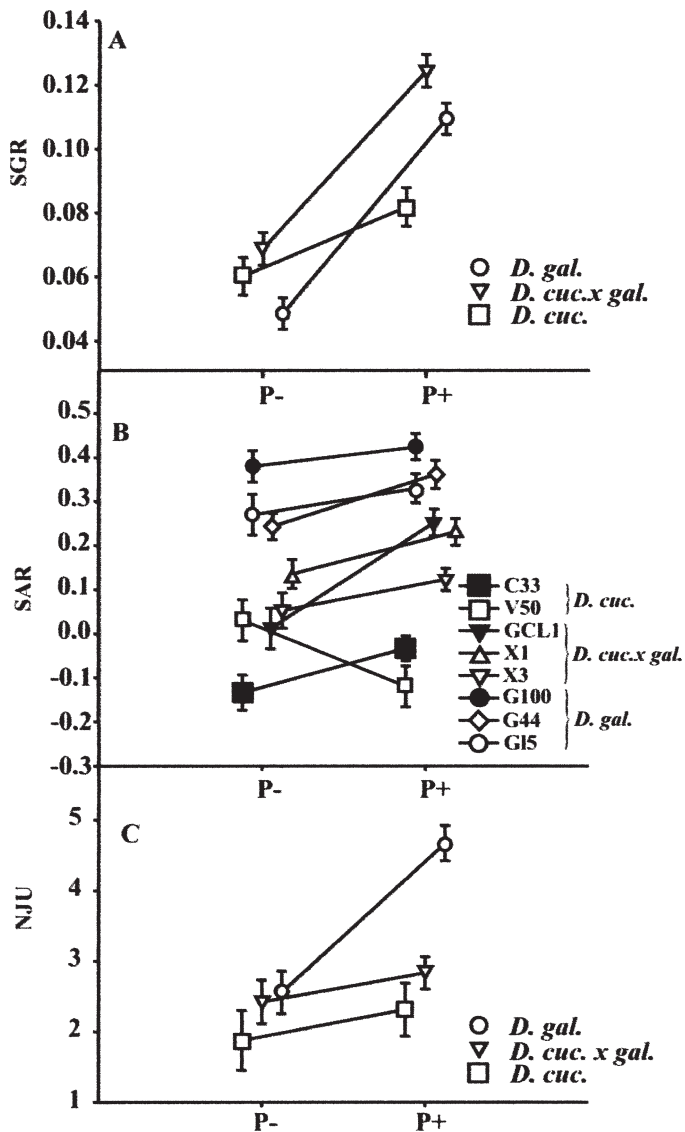 0.14
A
0.12
0.10
SGR
0.08
0.06
D. gal.
D. cuc.x gal.
D. cuc.
0.04
P- P+
0.5
B
0.4
0.3
0.2
SAR
0.1
C33
V50
D. cuc.
0.0
GCL1
X1
X3
D. cuc.x gal.
-0.1
G100
G44
Gl5
D. gal.
-0.2
-0.3
P- P+
5
C
4
NJU
3
2
D. gal.
D. cuc. x gal.
D. cuc.
1
P- P+